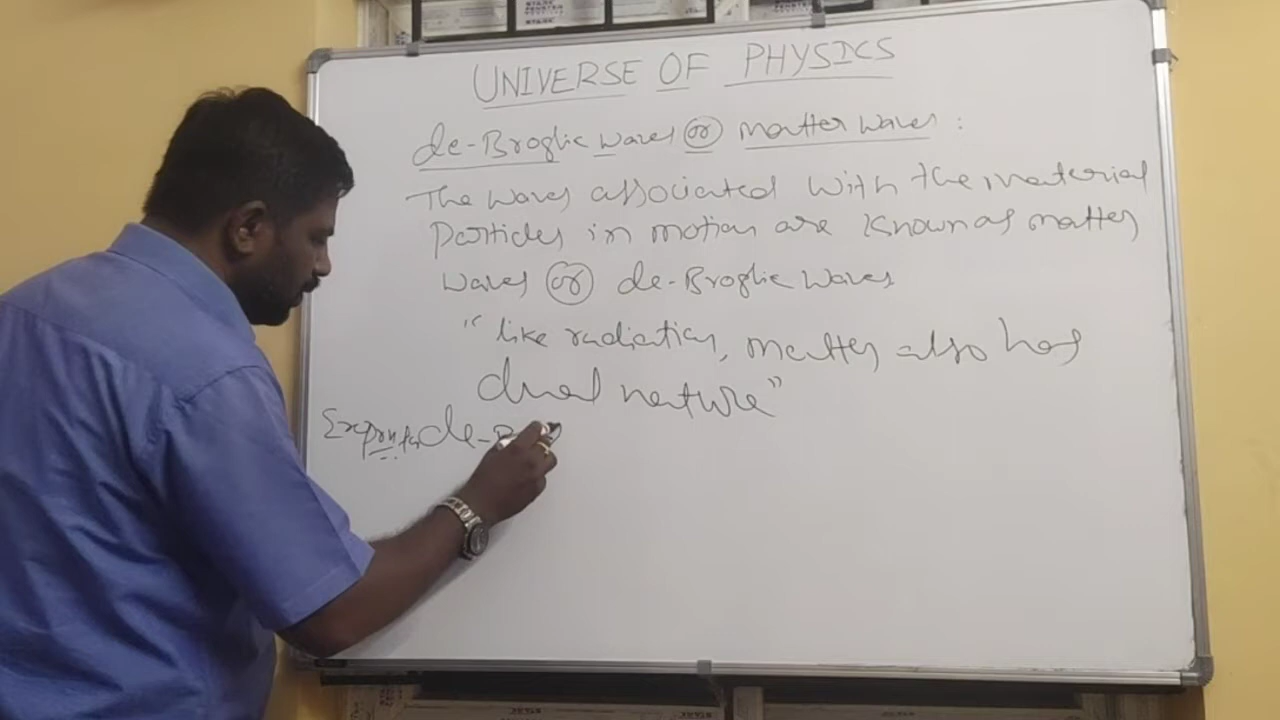 UNIVERSE OF PHYSICS
de-Broglie waves or matter waves :
The waves associated with the material
particles in motion are known as matter
waves or de-Broglie waves
"like radiation, matter also has
dual nature"
de-B